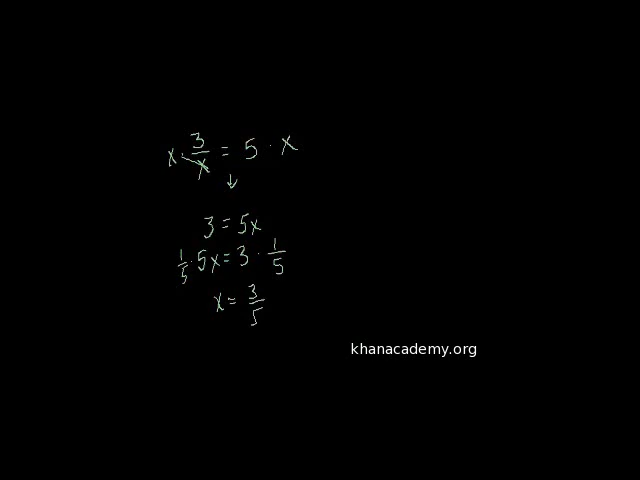 x · 3/x = 5 · x
↓
3 = 5x
1/5 · 5x = 3 · 1/5
x = 3/5
khanacademy.org